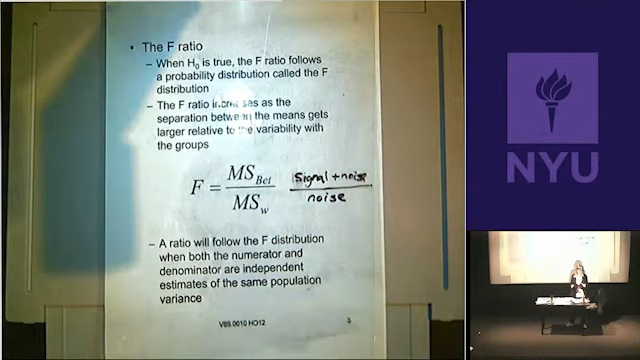 • The F ratio
– When H₀ is true, the F ratio follows
a probability distribution called the F
distribution
– The F ratio increases as the
separation between the means gets
larger relative to the variability with
the groups
F = MS_Bet / MS_w
Signal + noise / noise
– A ratio will follow the F distribution
when both the numerator and
denominator are independent
estimates of the same population
variance
V89.0010 HO12
3
NYU